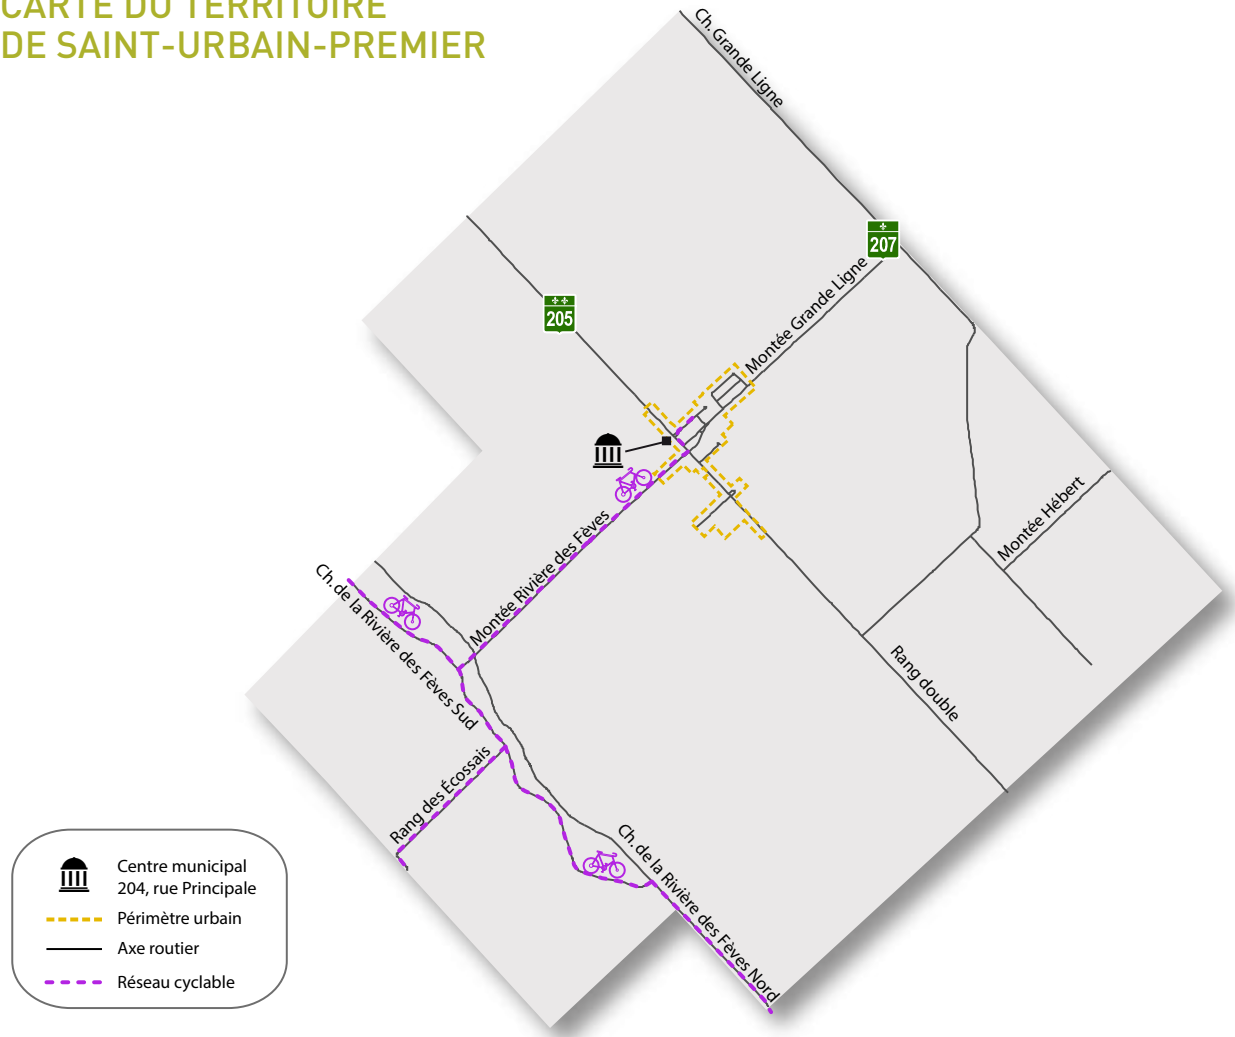 CARTE DU TERRITOIRE
DE SAINT-URBAIN-PREMIER
Ch. Grande Ligne
207
205
Montée Grande Ligne
Montée Hébert
Montée Rivière des Fèves
Ch. de la Rivière des Fèves Sud
Rang double
Rang des Écossais
Ch. de la Rivière des Fèves Nord
Centre municipal
204, rue Principale
Périmètre urbain
Axe routier
Réseau cyclable